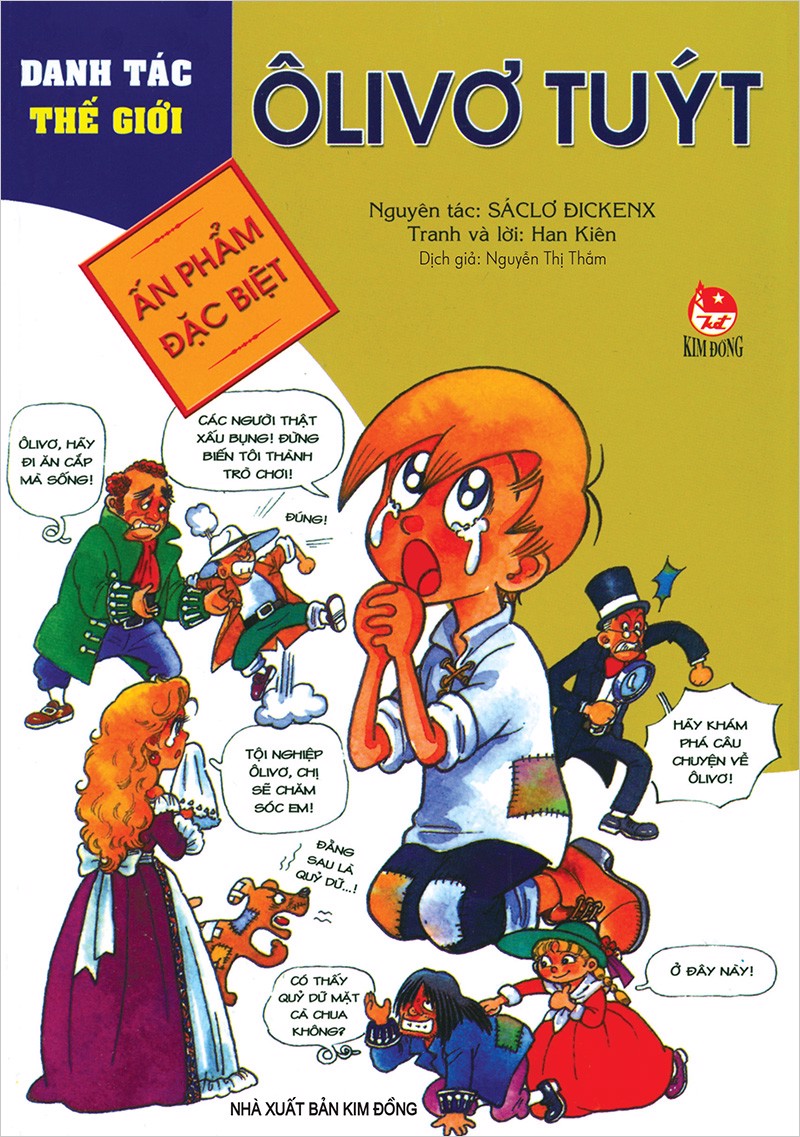 DANH TÁC
THẾ GIỚI
ÔLIVƠ TUÝT
Nguyên tác: SÁCLƠ ĐICKENX
Tranh và lời: Han Kiên
Dịch giả: Nguyễn Thị Thắm
ẤN PHẨM
ĐẶC BIỆT
KIM ĐỒNG
ÔLIVƠ, HÃY
ĐI ĂN CẮP
MÀ SỐNG!
CÁC NGƯỜI THẬT
XẤU BỤNG! ĐỪNG
BIẾN TÔI THÀNH
TRÒ CHƠI!
ĐÚNG!
HÃY KHÁM
PHÁ CÂU
CHUYỆN VỀ
ÔLIVƠ!
TỘI NGHIỆP
ÔLIVƠ, CHỊ
SẼ CHĂM
SÓC EM!
ĐẰNG
SAU LÀ
QUỶ DỮ...!
CÓ THẤY
QUỶ DỮ MẶT
CÀ CHUA
KHÔNG?
Ở ĐÂY NÀY!
NHÀ XUẤT BẢN KIM ĐỒNG